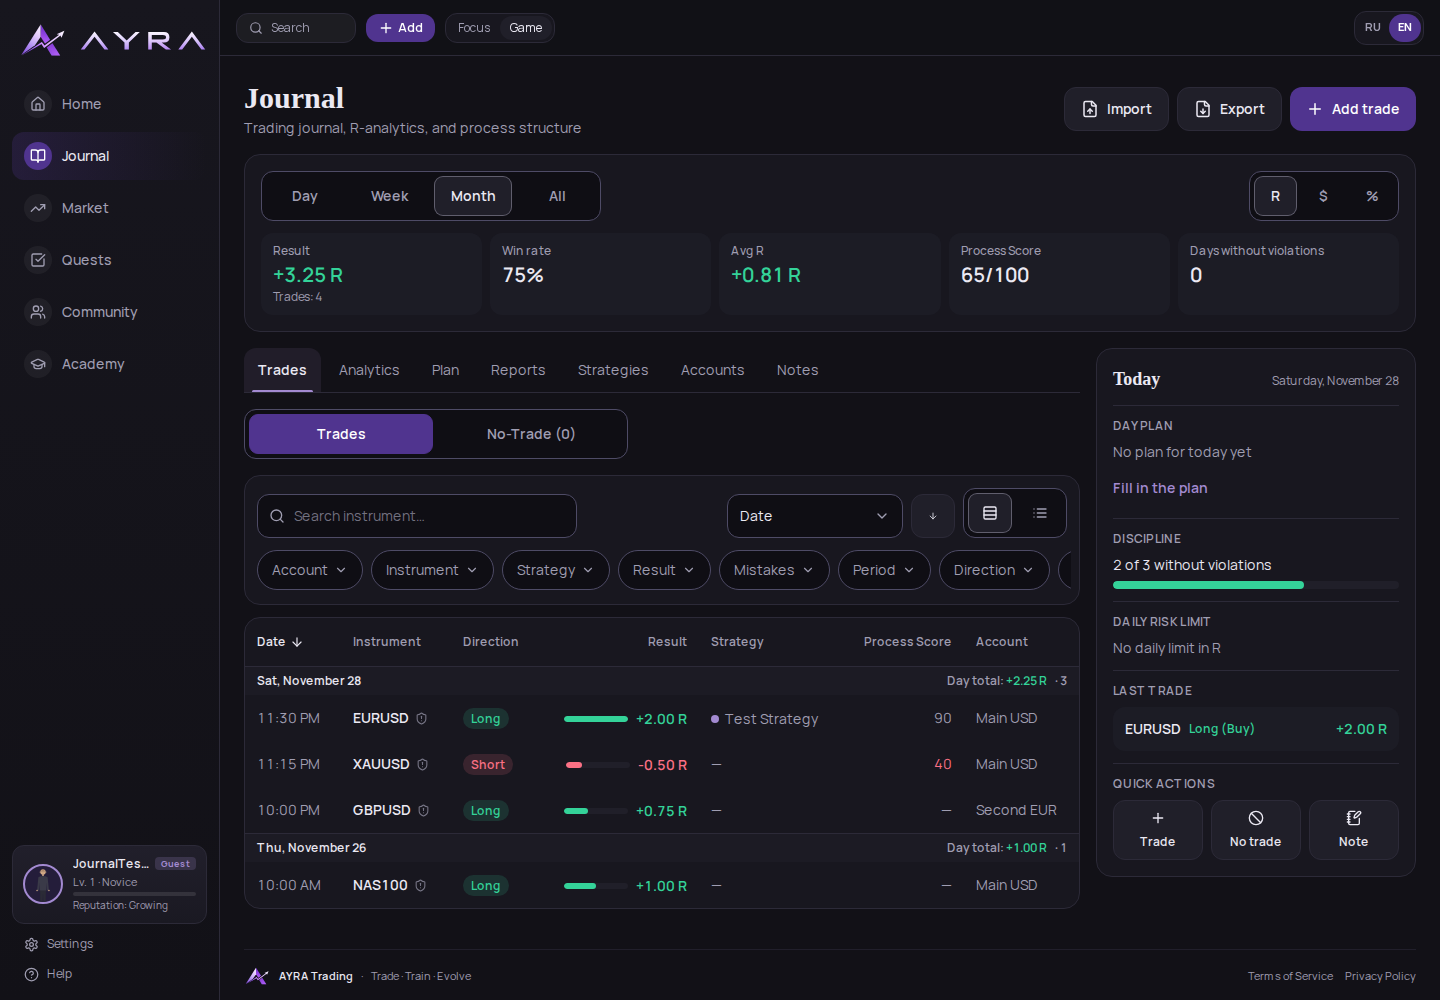 AYRA
Search
Add
Focus
Game
RU
EN
Home
Journal
Market
Quests
Community
Academy
Journal
Trading journal, R-analytics, and process structure
Import
Export
Add trade
Day
Week
Month
All
R
$
%
Result
+3.25 R
Trades: 4
Win rate
75%
Avg R
+0.81 R
Process Score
65/100
Days without violations
0
Trades
Analytics
Plan
Reports
Strategies
Accounts
Notes
Trades
No-Trade (0)
Search instrument...
Date
↓
Account
Instrument
Strategy
Result
Mistakes
Period
Direction
Date ↓ Instrument Direction Result Strategy Process Score Account
Sat, November 28 Day total: +2.25 R · 3
11:30 PM EURUSD Long +2.00 R Test Strategy 90 Main USD
11:15 PM XAUUSD Short -0.50 R — 40 Main USD
10:00 PM GBPUSD Long +0.75 R — — Second EUR
Thu, November 26 Day total: +1.00 R · 1
10:00 AM NAS100 Long +1.00 R — — Main USD
Today
Saturday, November 28
DAY PLAN
No plan for today yet
Fill in the plan
DISCIPLINE
2 of 3 without violations
DAILY RISK LIMIT
No daily limit in R
LAST TRADE
EURUSD Long (Buy) +2.00 R
QUICK ACTIONS
Trade
No trade
Note
JournalTes... Guest
Lv. 1 · Novice
Reputation: Growing
Settings
Help
AYRA Trading · Trade · Train · Evolve
Terms of Service Privacy Policy